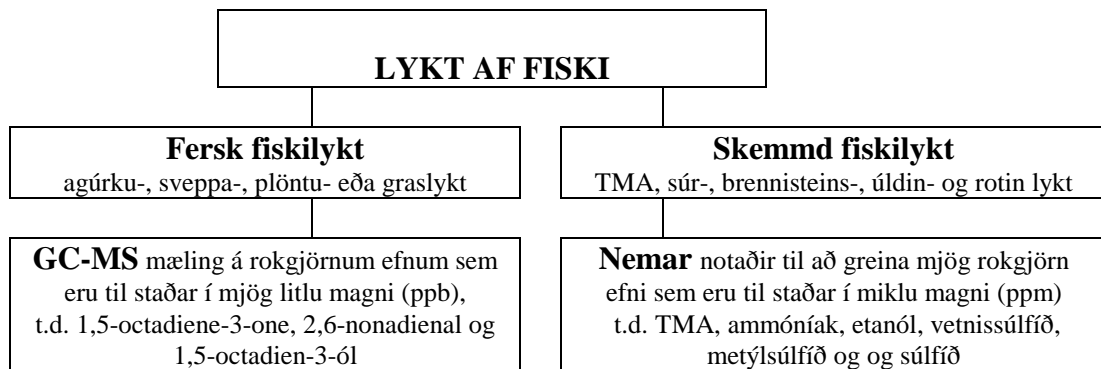 LYKT AF FISKI
Fersk fiskilykt
agúrku-, sveppa-, plöntu- eða graslykt
Skemmd fiskilykt
TMA, súr-, brennisteins-, úldin- og rotin lykt
GC-MS mæling á rokgjörnum efnum sem
eru til staðar í mjög litlu magni (ppb),
t.d. 1,5-octadiene-3-one, 2,6-nonadienal og
1,5-octadien-3-ól
Nemar notaðir til að greina mjög rokgjörn
efni sem eru til staðar í miklu magni (ppm)
t.d. TMA, ammóníak, etanól, vetnissúlfíð,
metýlsúlfíð og og súlfíð